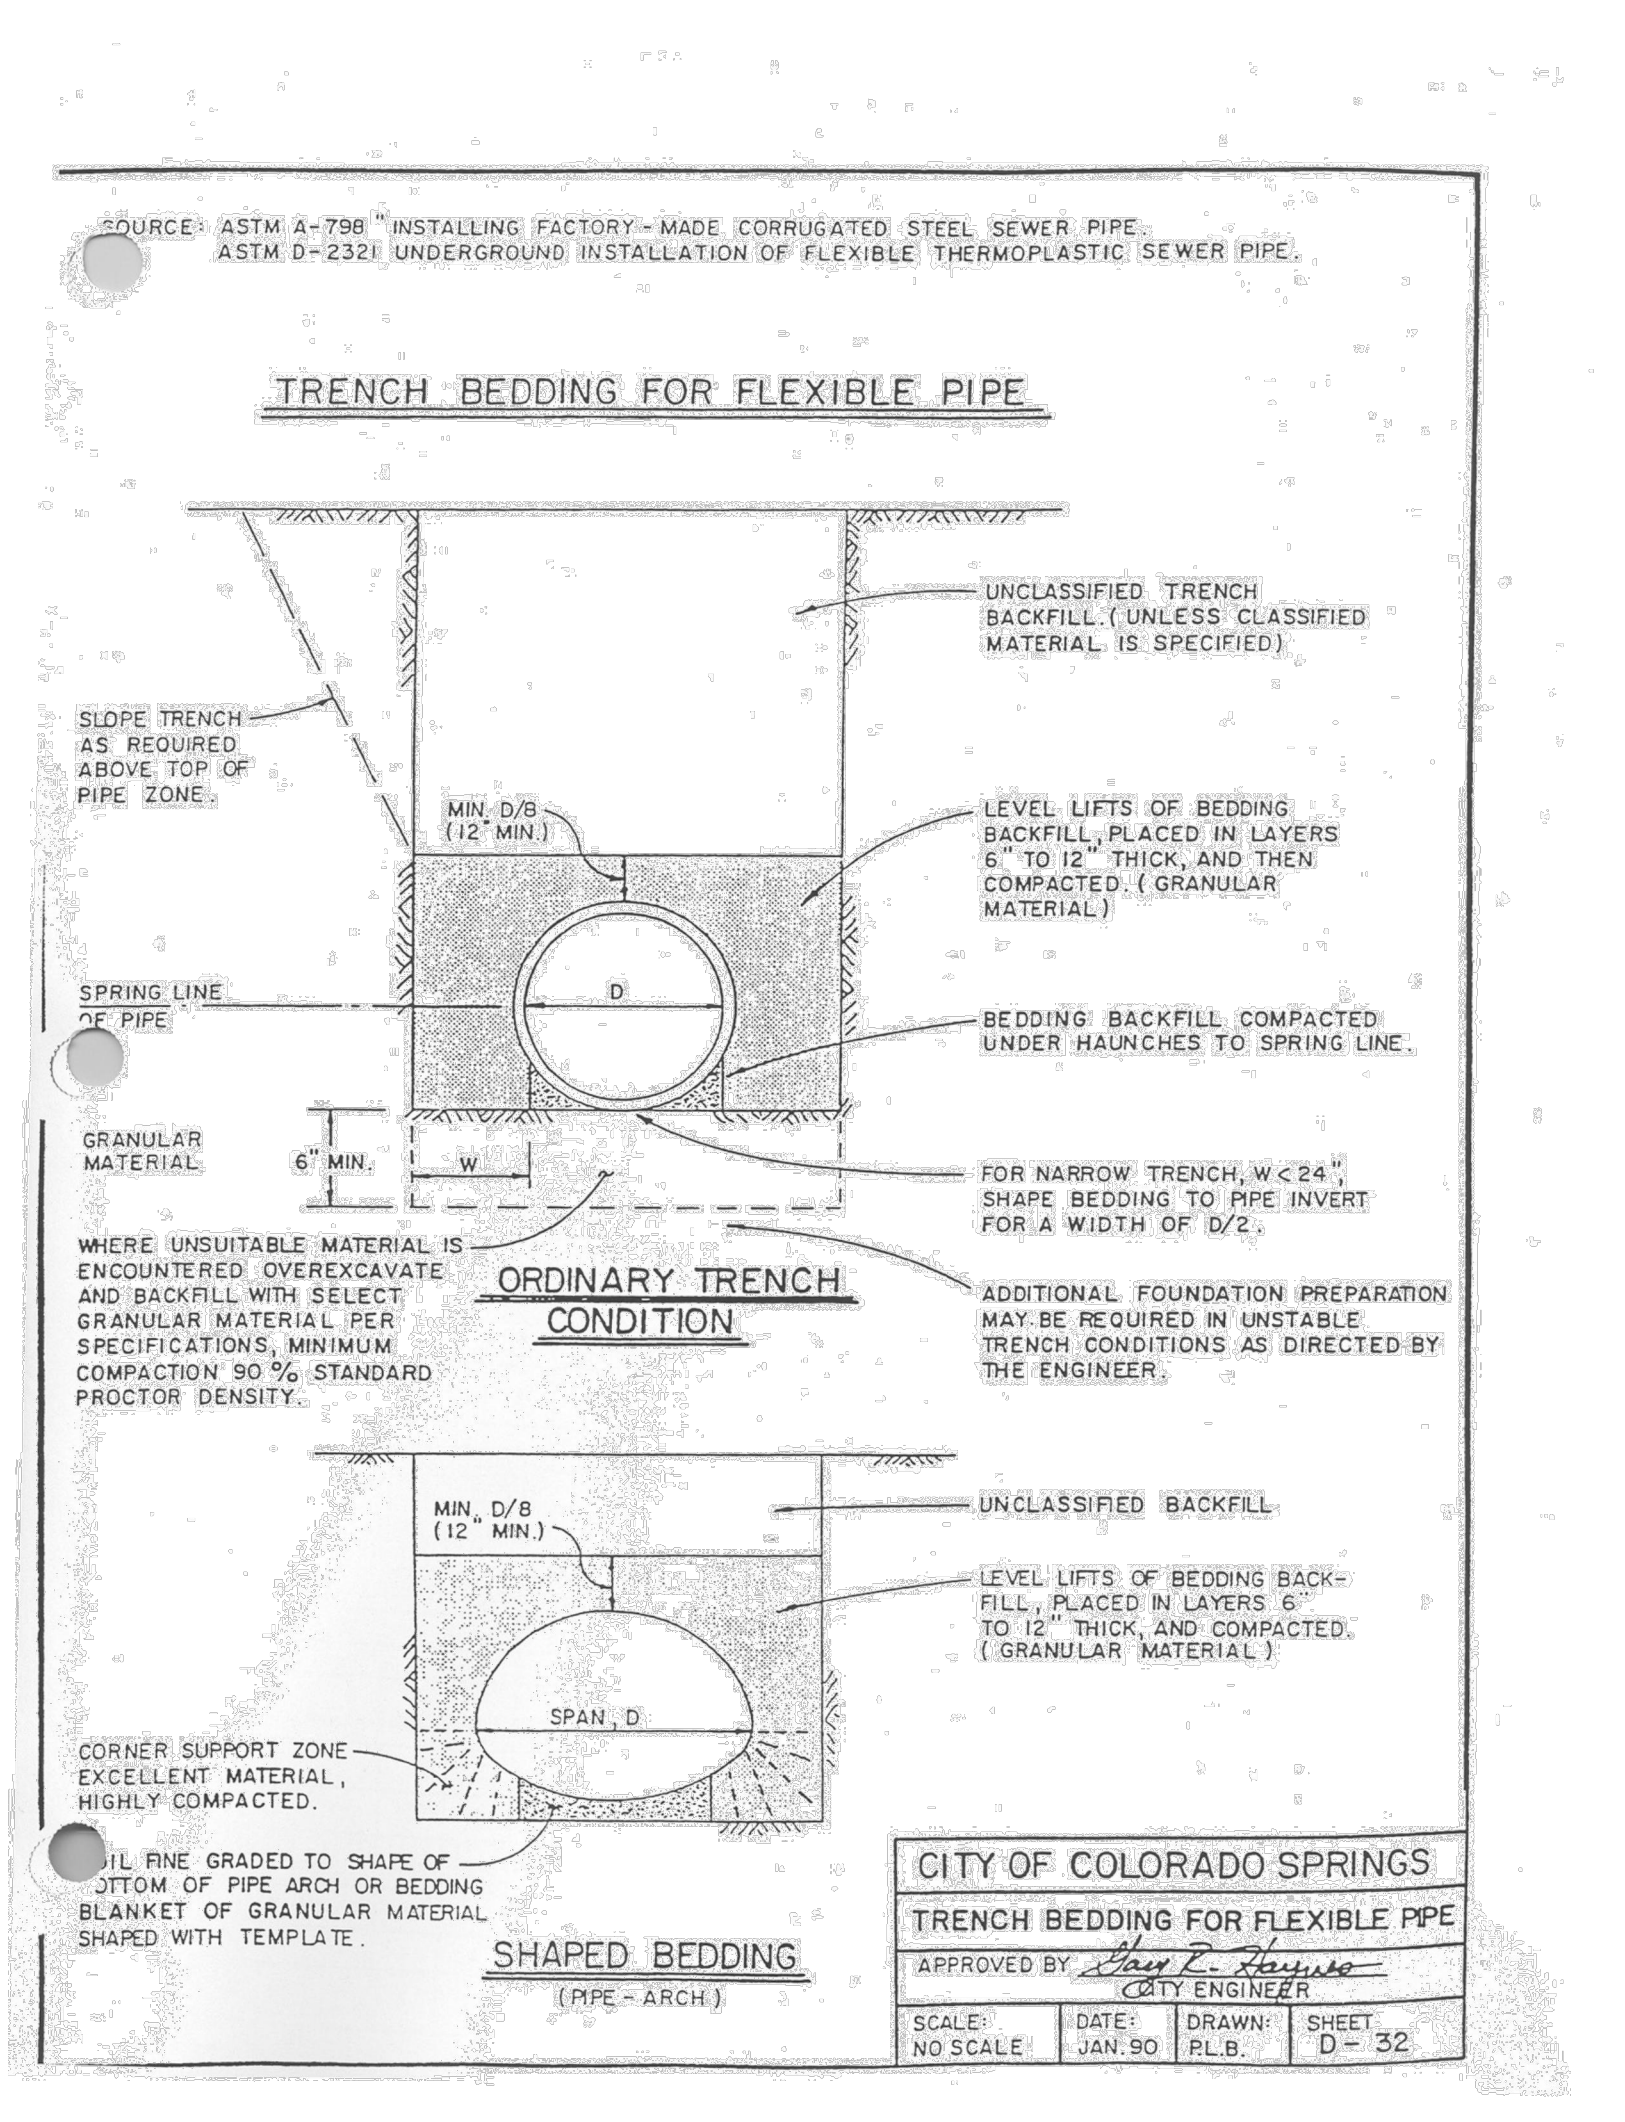 SOURCE: ASTM A-798 "INSTALLING FACTORY-MADE CORRUGATED STEEL SEWER PIPE.
ASTM D-2321 UNDERGROUND INSTALLATION OF FLEXIBLE THERMOPLASTIC SEWER PIPE.
TRENCH BEDDING FOR FLEXIBLE PIPE
UNCLASSIFIED TRENCH
BACKFILL. (UNLESS CLASSIFIED
MATERIAL IS SPECIFIED)
SLOPE TRENCH
AS REQUIRED
ABOVE TOP OF
PIPE ZONE.
MIN. D/8
(12" MIN.)
LEVEL LIFTS OF BEDDING
BACKFILL, PLACED IN LAYERS
6" TO 12" THICK, AND THEN
COMPACTED. (GRANULAR
MATERIAL)
SPRING LINE
OF PIPE
D
BEDDING BACKFILL COMPACTED
UNDER HAUNCHES TO SPRING LINE.
GRANULAR
MATERIAL
6" MIN.
W
FOR NARROW TRENCH, W < 24",
SHAPE BEDDING TO PIPE INVERT
FOR A WIDTH OF D/2.
WHERE UNSUITABLE MATERIAL IS
ENCOUNTERED OVEREXCAVATE
AND BACKFILL WITH SELECT
GRANULAR MATERIAL PER
SPECIFICATIONS, MINIMUM
COMPACTION 90 % STANDARD
PROCTOR DENSITY.
ORDINARY TRENCH
CONDITION
ADDITIONAL FOUNDATION PREPARATION
MAY BE REQUIRED IN UNSTABLE
TRENCH CONDITIONS AS DIRECTED BY
THE ENGINEER.
MIN. D/8
(12" MIN.)
UNCLASSIFIED BACKFILL
LEVEL LIFTS OF BEDDING BACK-
FILL, PLACED IN LAYERS 6"
TO 12" THICK, AND COMPACTED.
(GRANULAR MATERIAL)
SPAN, D
CORNER SUPPORT ZONE
EXCELLENT MATERIAL,
HIGHLY COMPACTED.
OIL FINE GRADED TO SHAPE OF
OTTOM OF PIPE ARCH OR BEDDING
BLANKET OF GRANULAR MATERIAL
SHAPED WITH TEMPLATE.
SHAPED BEDDING
(PIPE-ARCH)
CITY OF COLORADO SPRINGS
TRENCH BEDDING FOR FLEXIBLE PIPE
APPROVED BY Gary R. Haynes
CITY ENGINEER
SCALE:
NO SCALE
DATE:
JAN. 90
DRAWN:
P.L.B.
SHEET
D-32